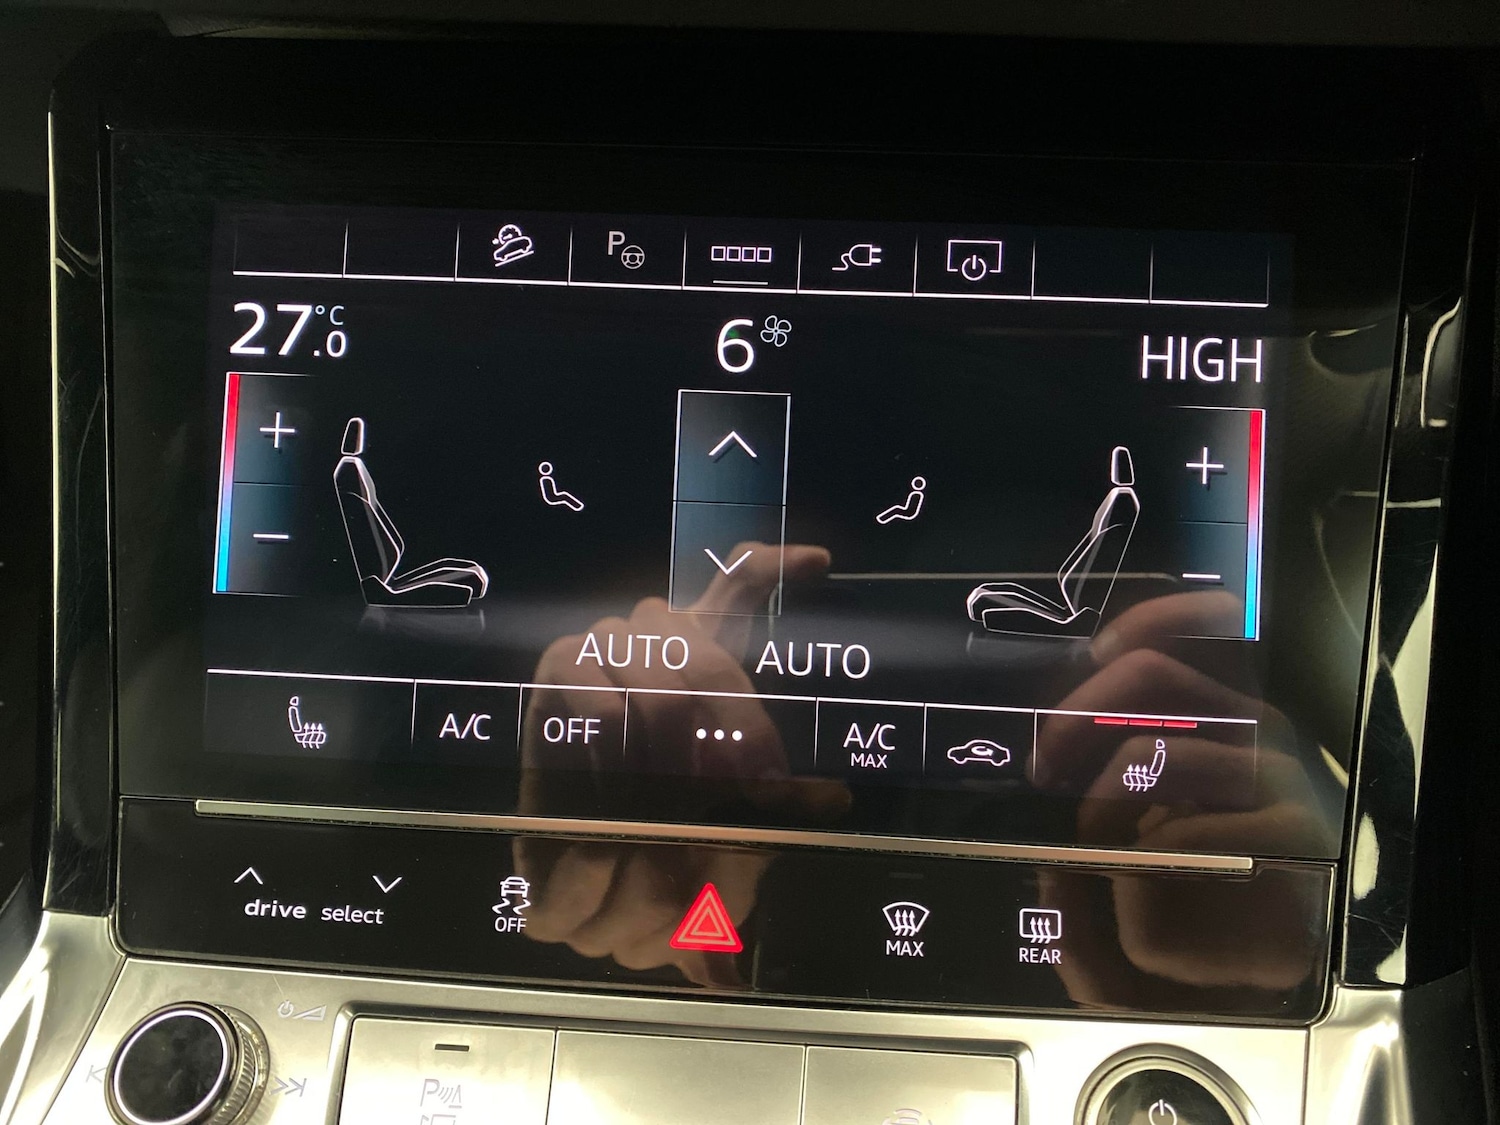 P
27.0 °C
6
HIGH
AUTO AUTO
A/C OFF A/C MAX
drive select
OFF
MAX
REAR
P